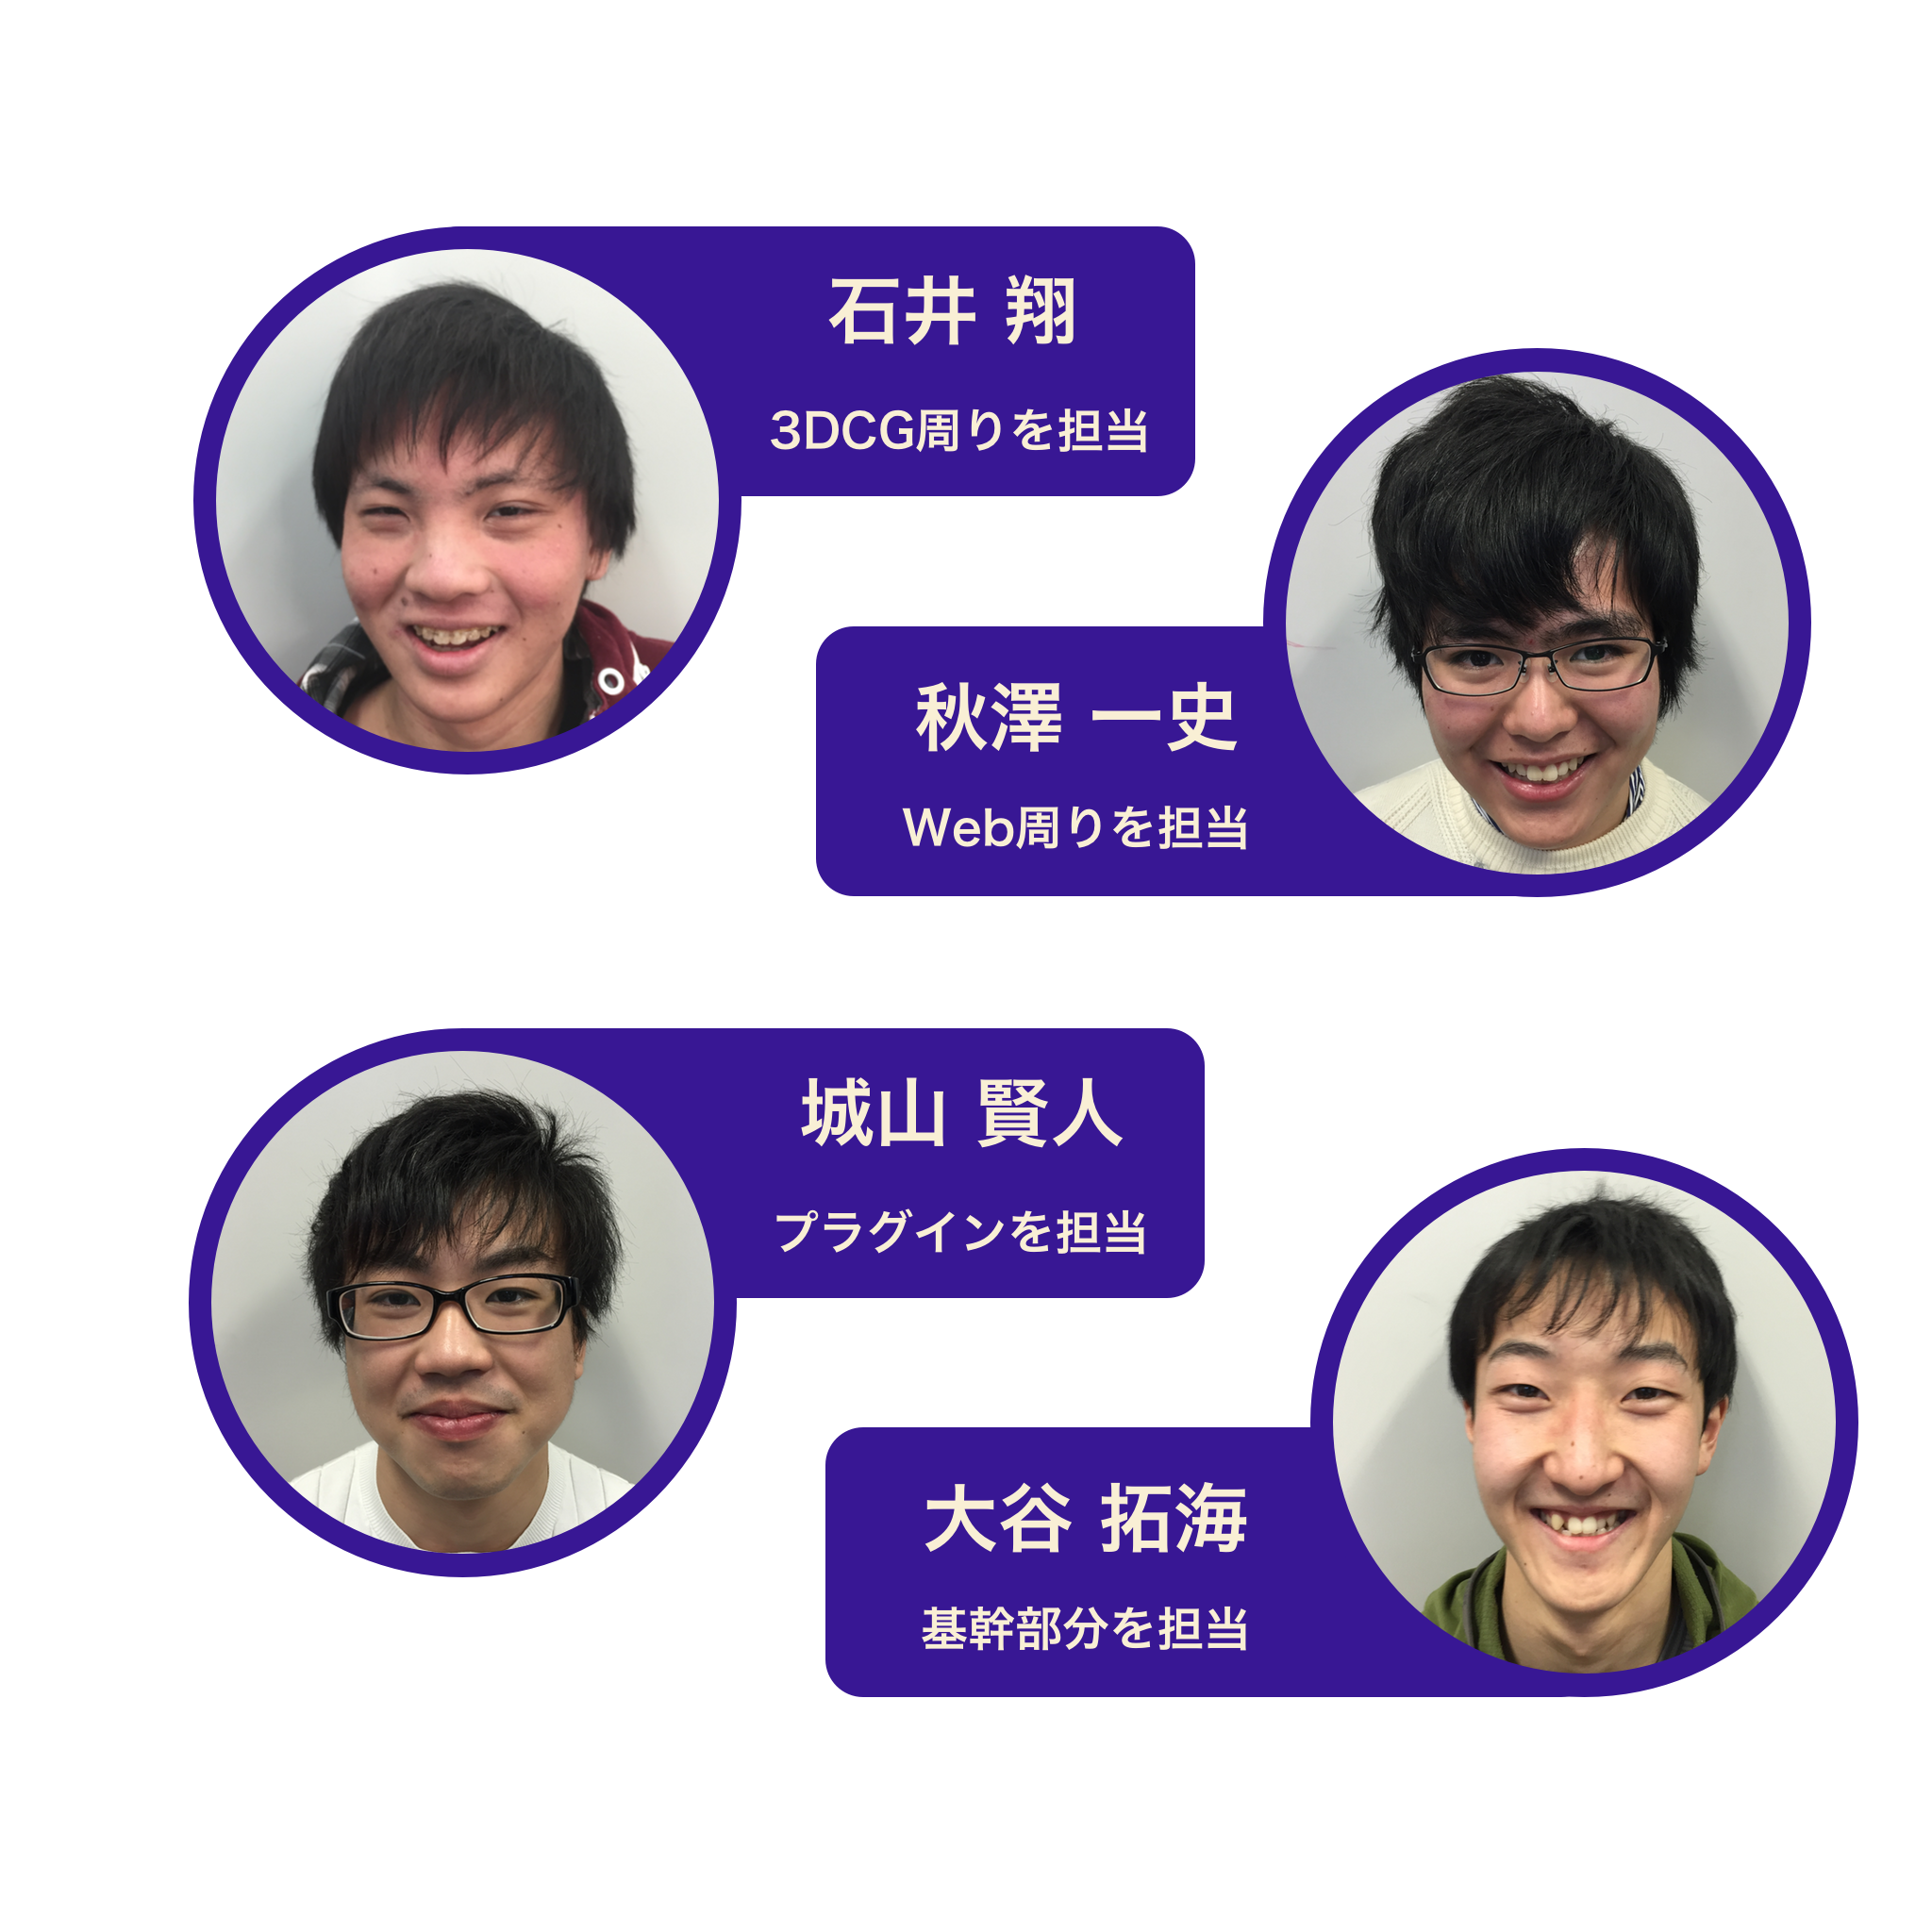 石井 翔
3DCG周りを担当
秋澤 一史
Web周りを担当
城山 賢人
プラグインを担当
大谷 拓海
基幹部分を担当